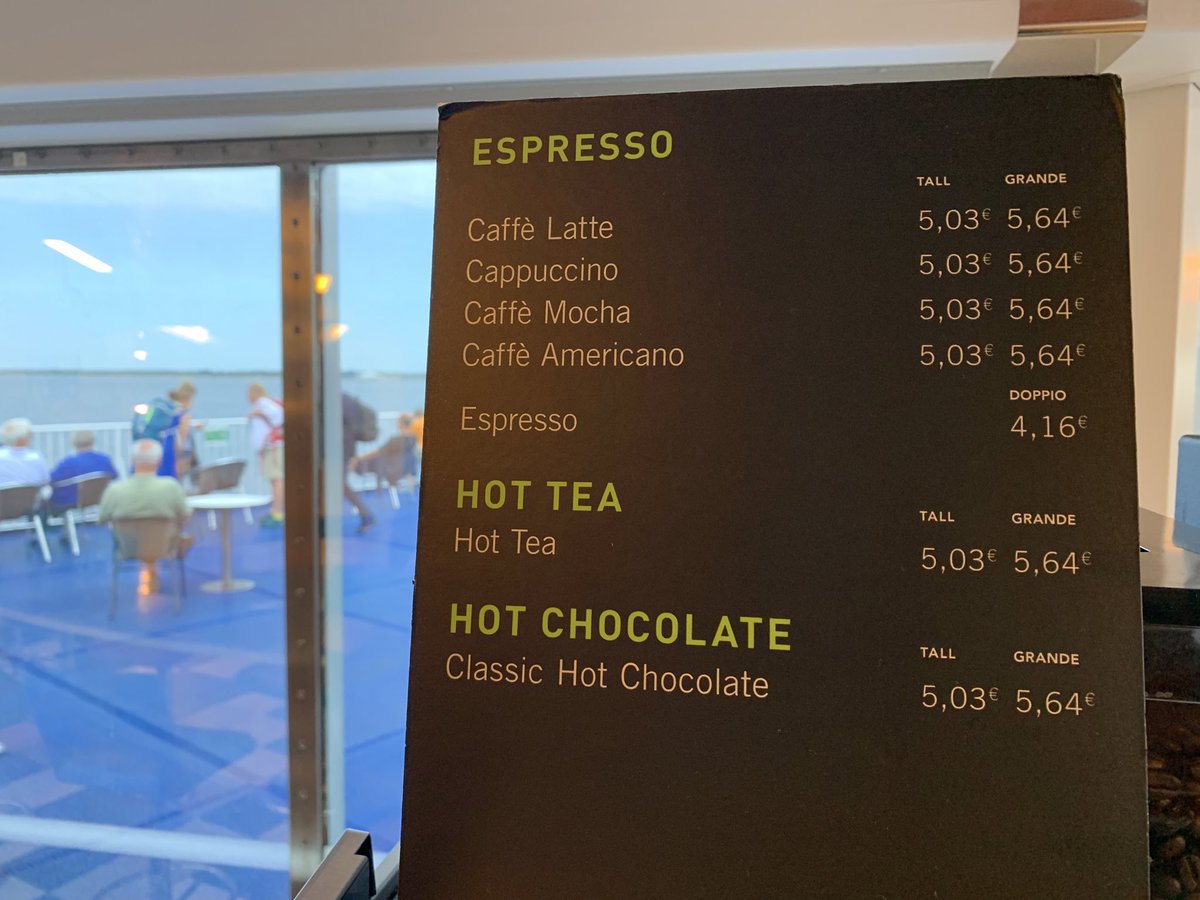 ESPRESSO
TALL GRANDE
Caffè Latte 5,03€ 5,64€
Cappuccino 5,03€ 5,64€
Caffè Mocha 5,03€ 5,64€
Caffè Americano 5,03€ 5,64€
DOPPIO
Espresso 4,16€
HOT TEA
TALL GRANDE
Hot Tea 5,03€ 5,64€
HOT CHOCOLATE
TALL GRANDE
Classic Hot Chocolate 5,03€ 5,64€